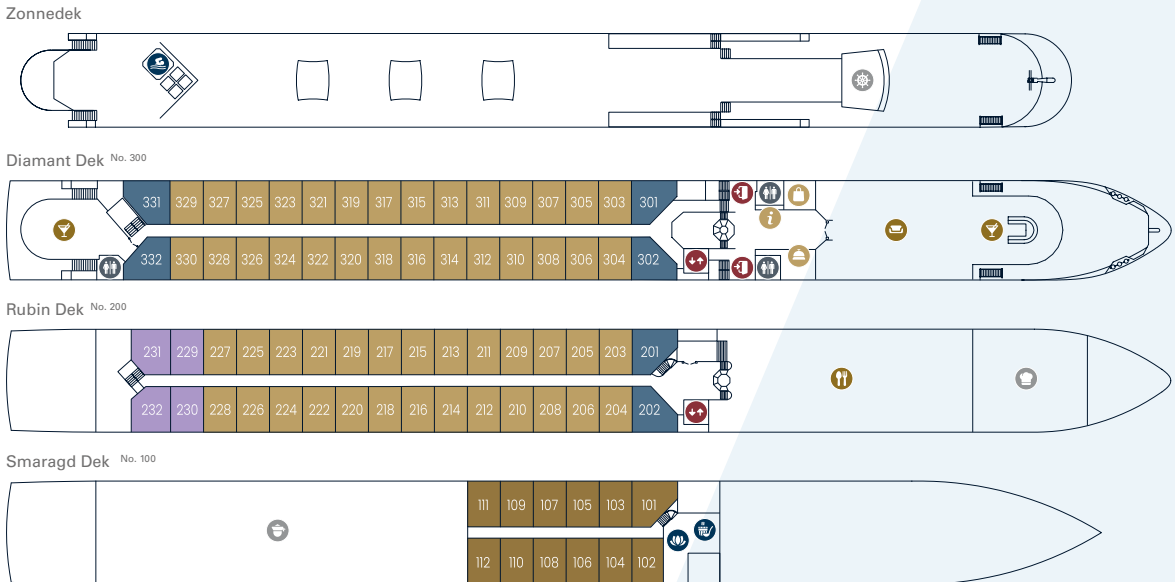 Zonnedek
Diamant Dek No. 300
331 329 327 325 323 321 319 317 315 313 311 309 307 305 303 301
i
332 330 328 326 324 322 320 318 316 314 312 310 308 306 304 302
Rubin Dek No. 200
231 229 227 225 223 221 219 217 215 213 211 209 207 205 203 201
232 230 228 226 224 222 220 218 216 214 212 210 208 206 204 202
Smaragd Dek No. 100
111 109 107 105 103 101
112 110 108 106 104 102